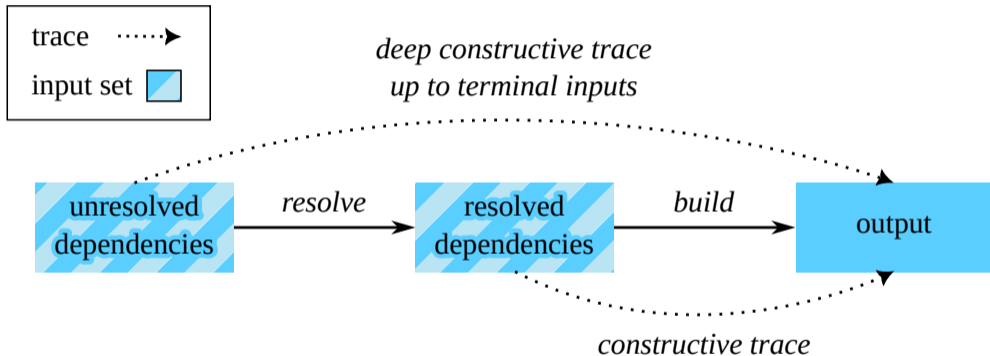 trace
input set
deep constructive trace
up to terminal inputs
unresolved
dependencies
resolve
resolved
dependencies
build
output
constructive trace